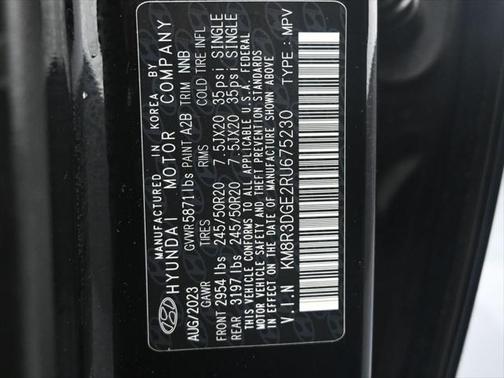 MANUFACTURED IN KOREA BY
HYUNDAI MOTOR COMPANY
AUG/2023 GVWR 5871lbs PAINT A2B TRIM NNB
GAWR TIRES RIMS COLD TIRE INFL
FRONT 2954 lbs 245/50R20 7.5JX20 35psi SINGLE
REAR 3197 lbs 245/50R20 7.5JX20 35psi SINGLE
THIS VEHICLE CONFORMS TO ALL APPLICABLE U.S.A. FEDERAL
MOTOR VEHICLE SAFETY, BUMPER, AND THEFT PREVENTION STANDARDS
IN EFFECT ON THE DATE OF MANUFACTURE SHOWN ABOVE.
V.I.N KM8R3DGE2RU675230 TYPE : MPV